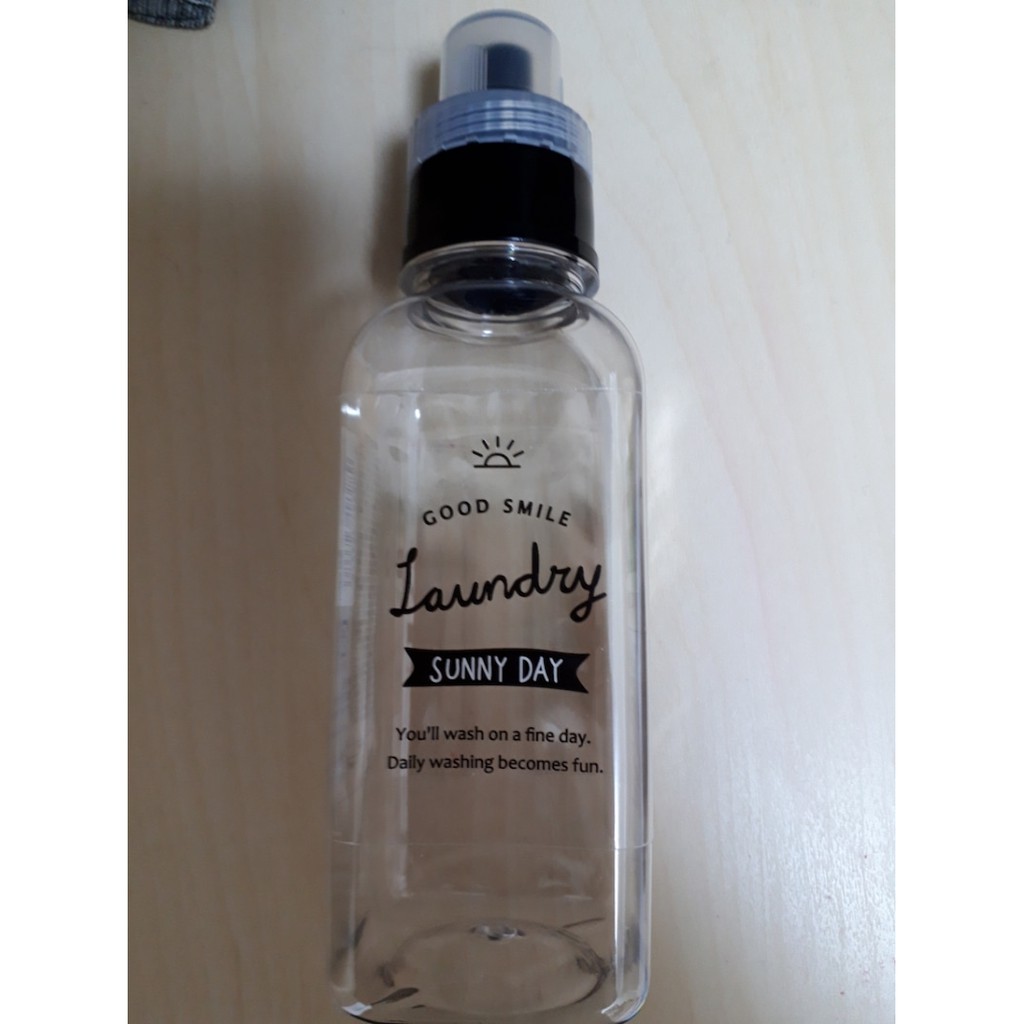 GOOD SMILE
Laundry
SUNNY DAY
You'll wash on a fine day.
Daily washing becomes fun.